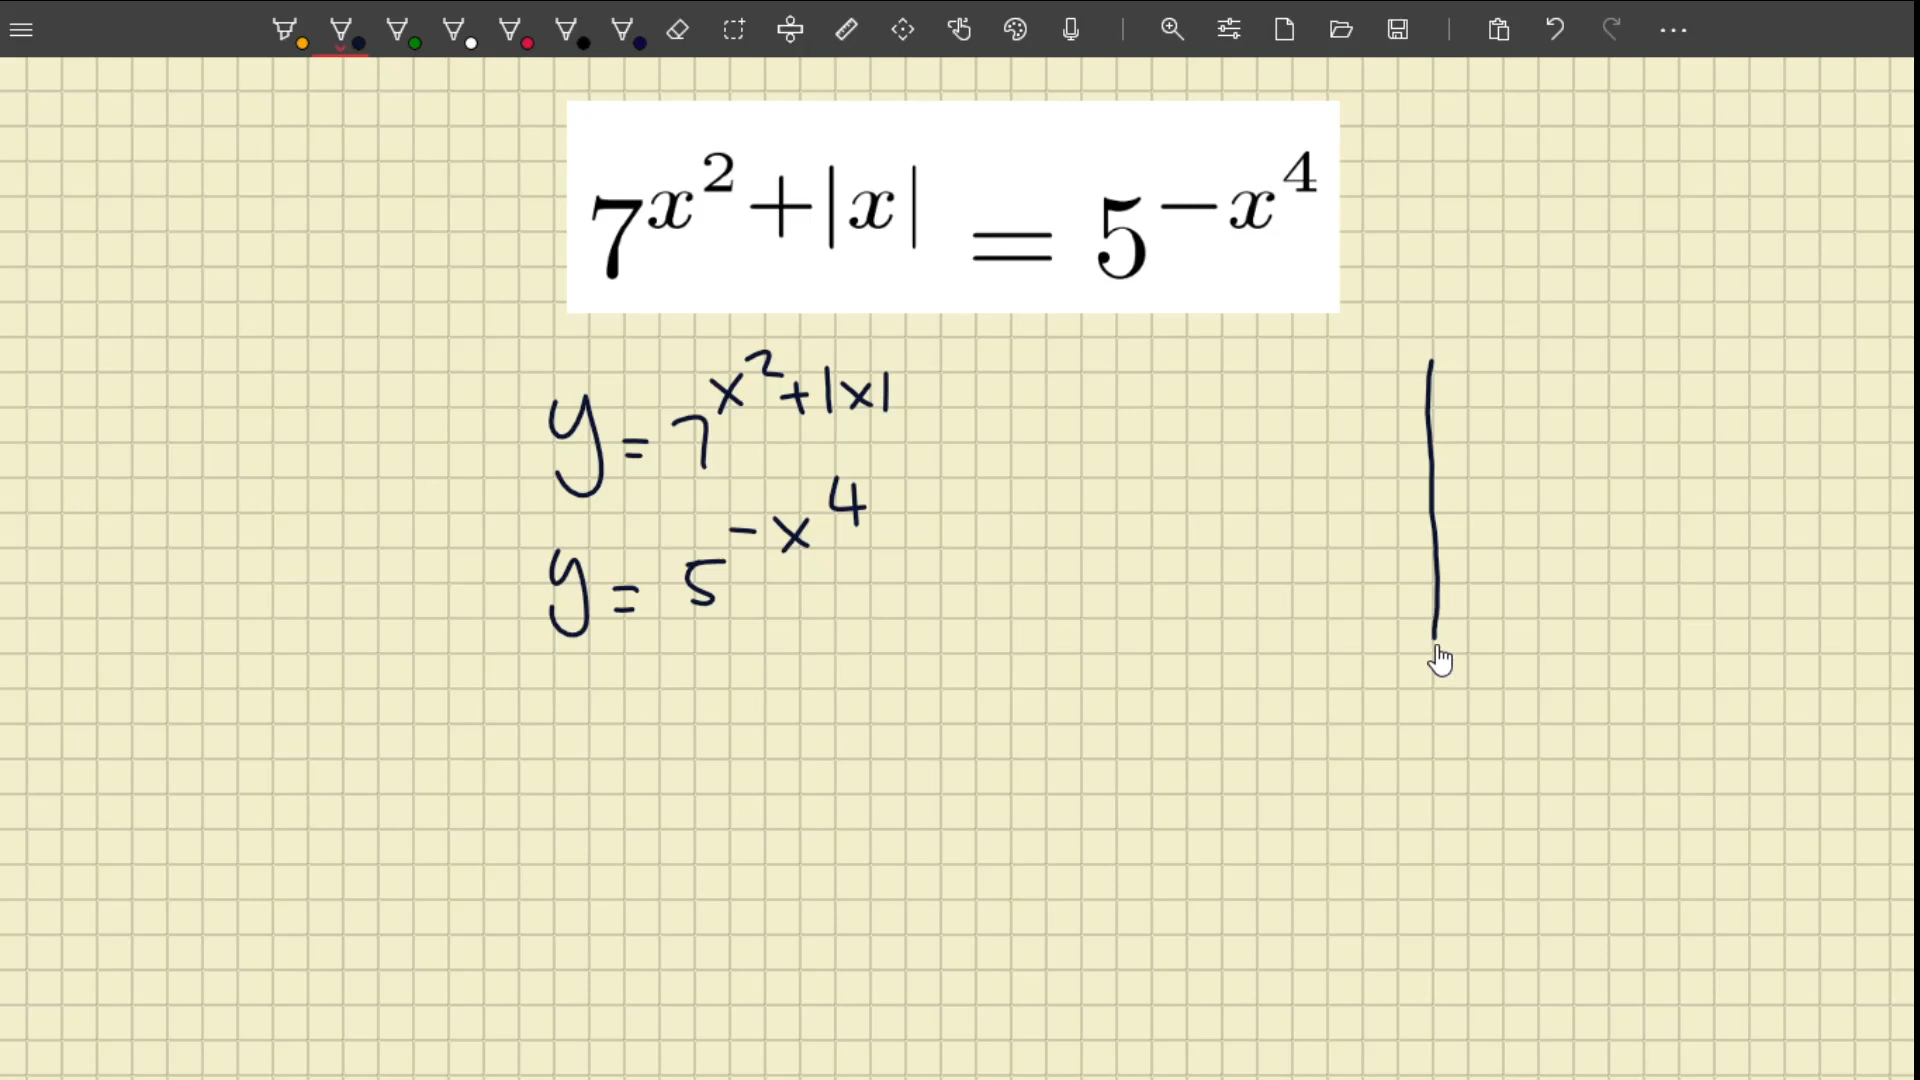 7^{x^2+|x|} = 5^{-x^4}
y = 7^{x^2+|x|}
y = 5^{-x^4}